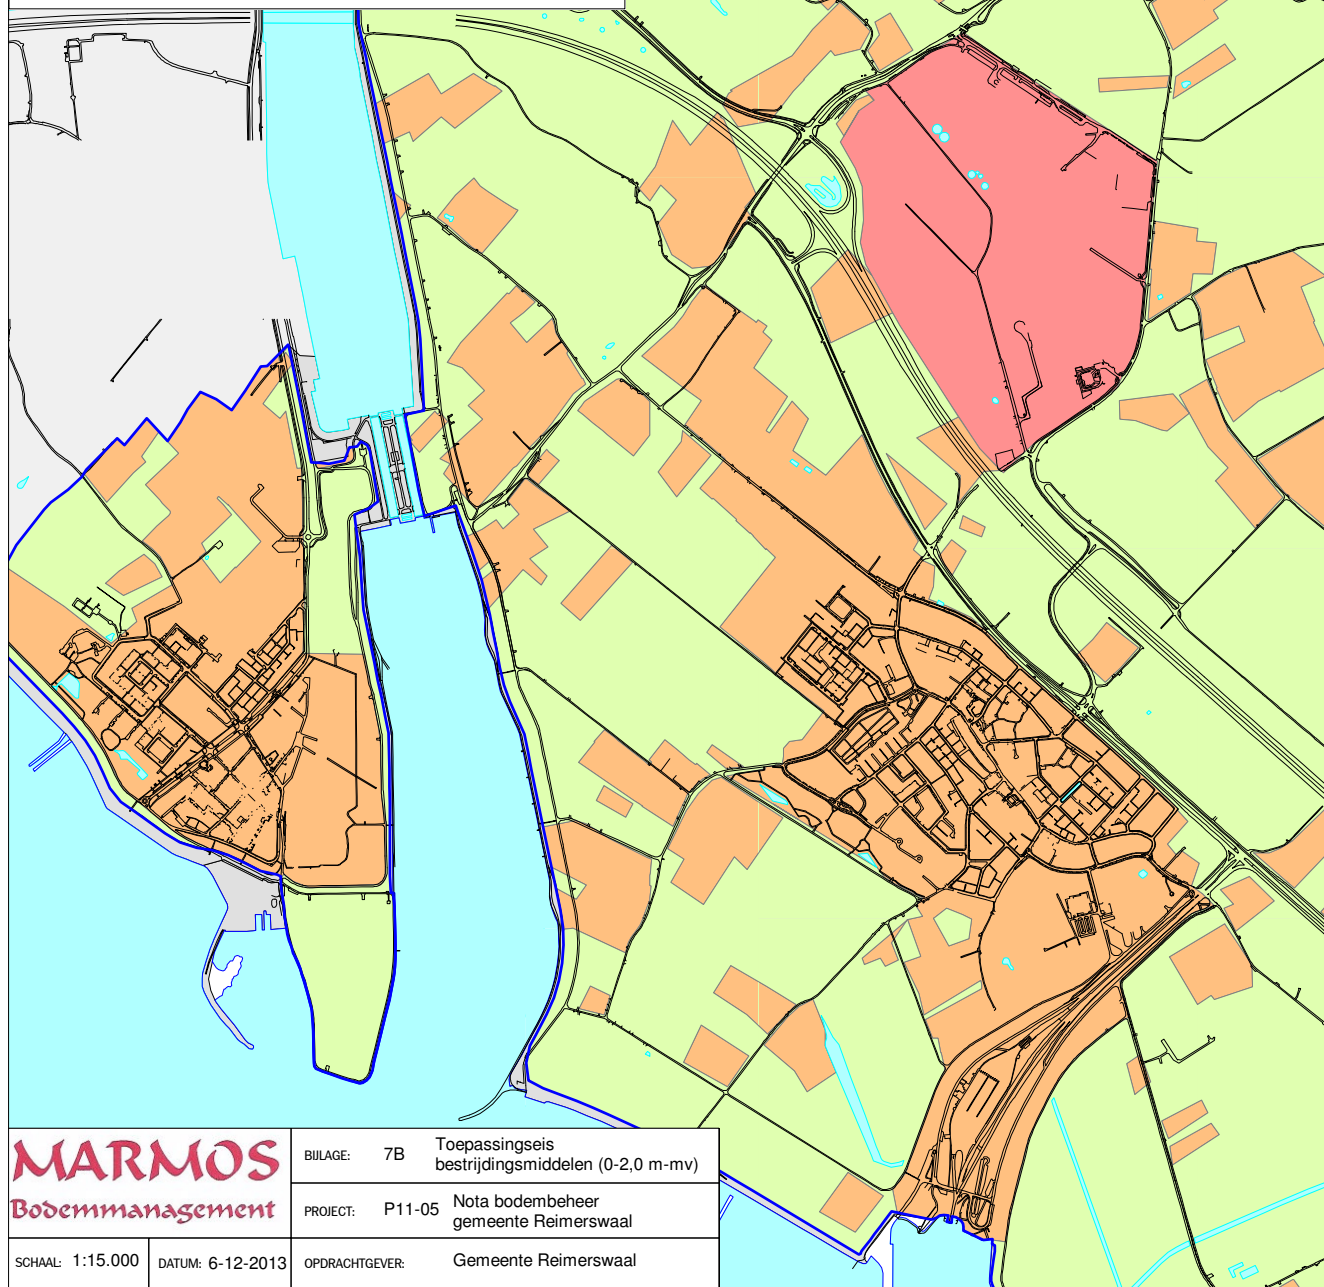 MARMOS
Bodemmanagement
BIJLAGE: 7B Toepassingseis
bestrijdingsmiddelen (0-2,0 m-mv)
PROJECT: P11-05 Nota bodembeheer
gemeente Reimerswaal
SCHAAL: 1:15.000 DATUM: 6-12-2013 OPDRACHTGEVER: Gemeente Reimerswaal